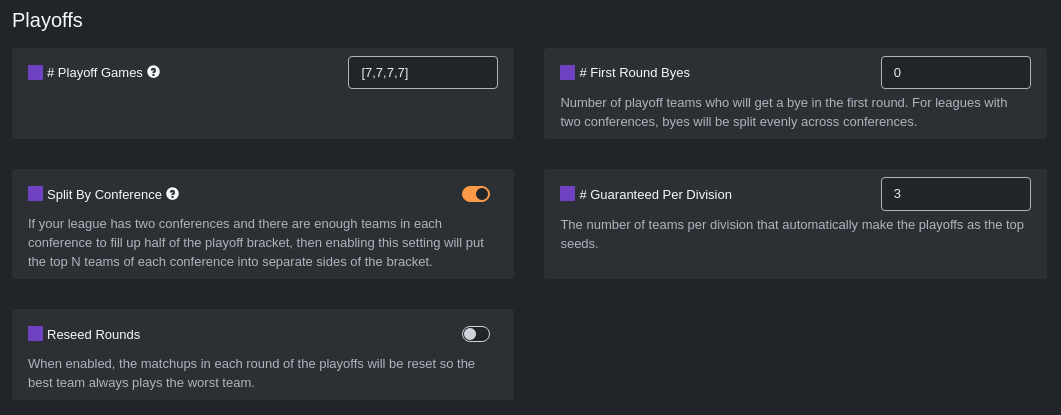 Playoffs
# Playoff Games
[7,7,7,7]
# First Round Byes
0
Number of playoff teams who will get a bye in the first round. For leagues with
two conferences, byes will be split evenly across conferences.
Split By Conference
If your league has two conferences and there are enough teams in each
conference to fill up half of the playoff bracket, then enabling this setting will put
the top N teams of each conference into separate sides of the bracket.
# Guaranteed Per Division
3
The number of teams per division that automatically make the playoffs as the top
seeds.
Reseed Rounds
When enabled, the matchups in each round of the playoffs will be reset so the
best team always plays the worst team.